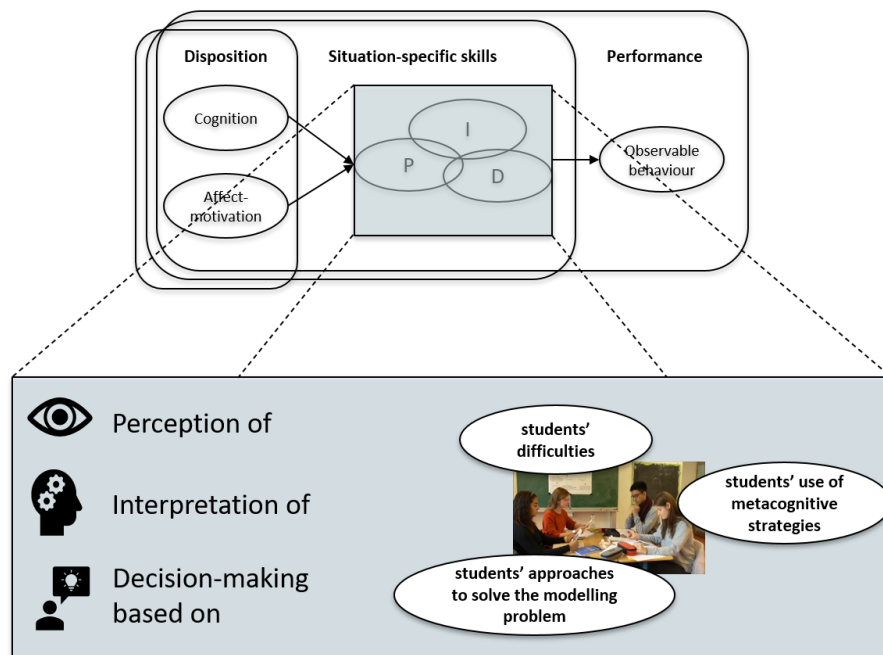 Disposition
Situation-specific skills
Performance
Cognition
Affect-
motivation
I
P
D
Observable
behaviour
Perception of
Interpretation of
Decision-making
based on
students’
difficulties
students’ use of
metacognitive
strategies
students’ approaches
to solve the modelling
problem